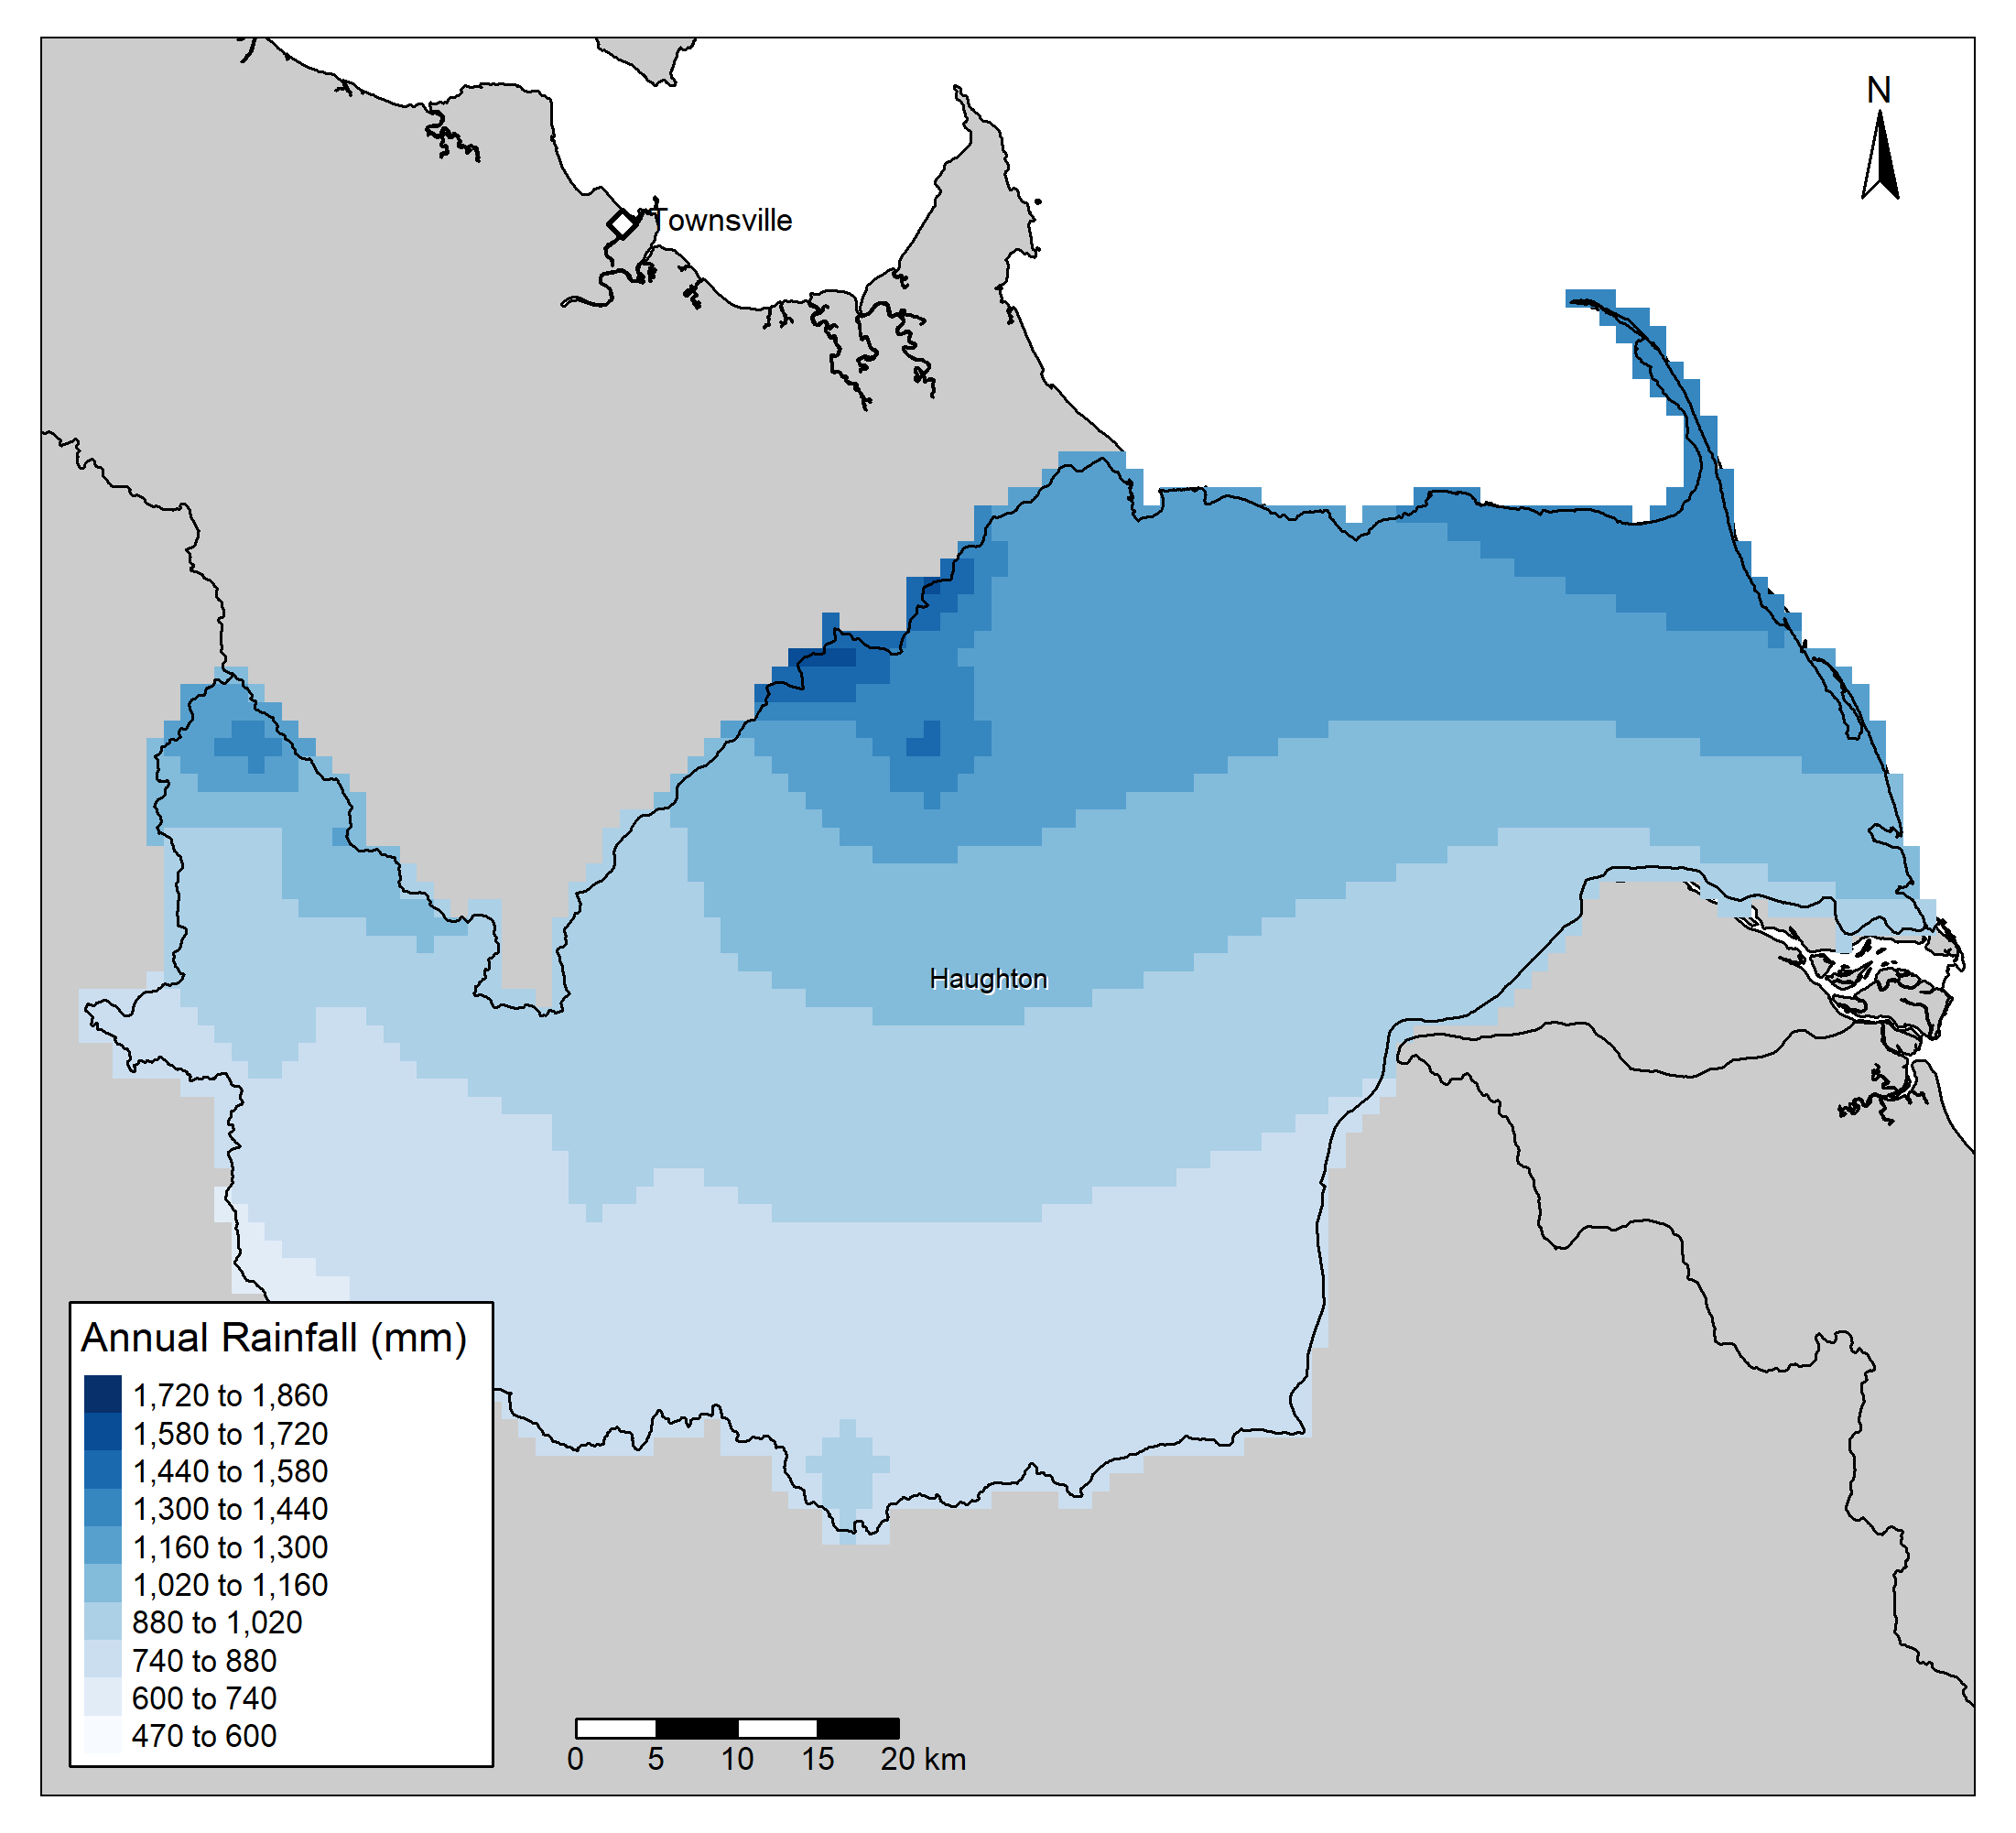 N
Townsville
Haughton
Annual Rainfall (mm)
1,720 to 1,860
1,580 to 1,720
1,440 to 1,580
1,300 to 1,440
1,160 to 1,300
1,020 to 1,160
880 to 1,020
740 to 880
600 to 740
470 to 600
0 5 10 15 20 km